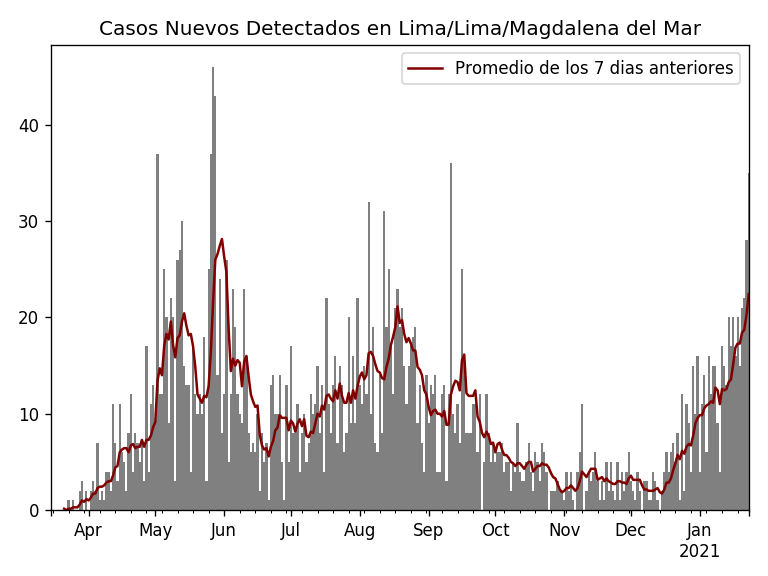 Casos Nuevos Detectados en Lima/Lima/Magdalena del Mar
Promedio de los 7 dias anteriores
40
30
20
10
0
Apr May Jun Jul Aug Sep Oct Nov Dec Jan
2021